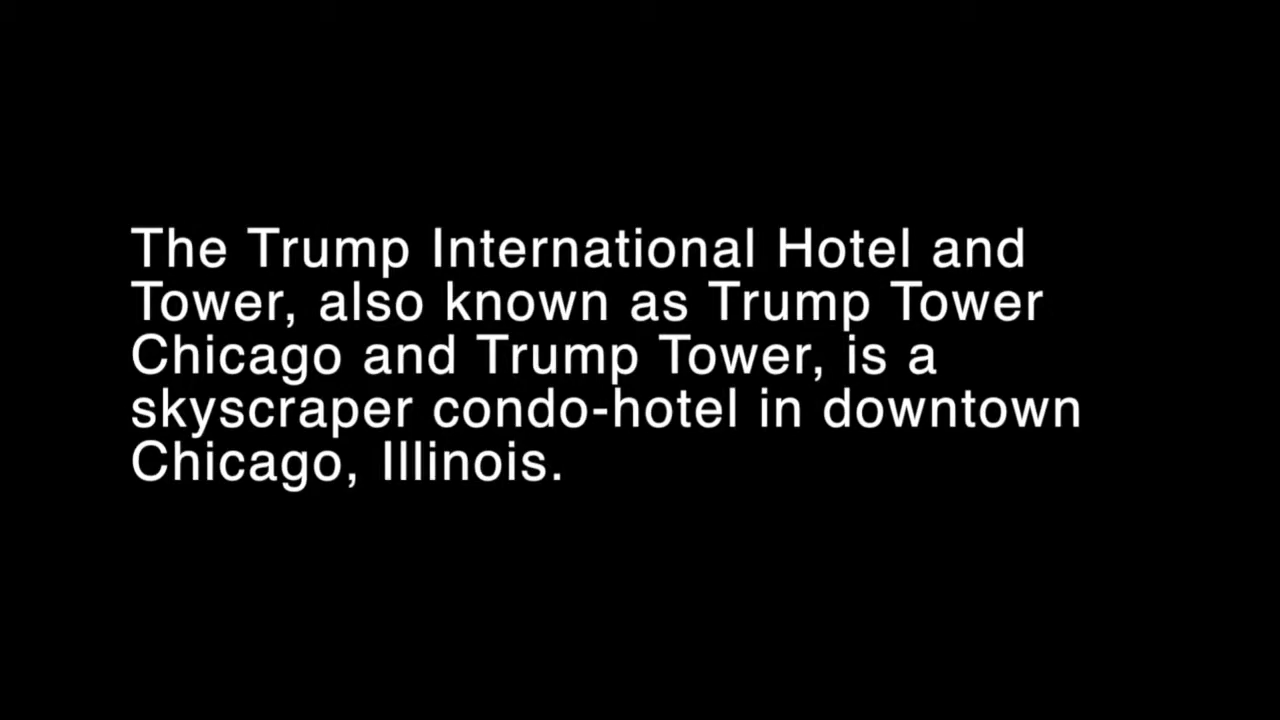 The Trump International Hotel and
Tower, also known as Trump Tower
Chicago and Trump Tower, is a
skyscraper condo-hotel in downtown
Chicago, Illinois.